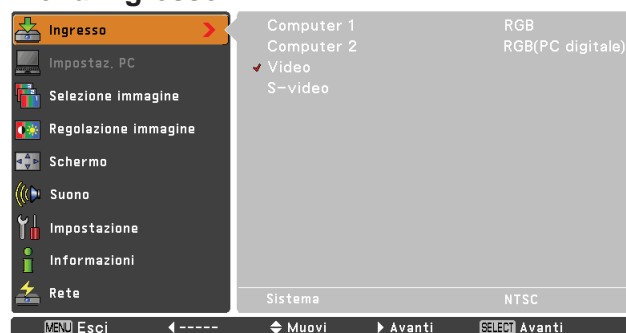 Ingresso
Impostaz. PC
Selezione immagine
Regolazione immagine
Schermo
Suono
Impostazione
Informazioni
Rete
Computer 1 RGB
Computer 2 RGB(PC digitale)
Video
S-video
Sistema NTSC
MENU Esci ----- Muovi Avanti SELECT Avanti